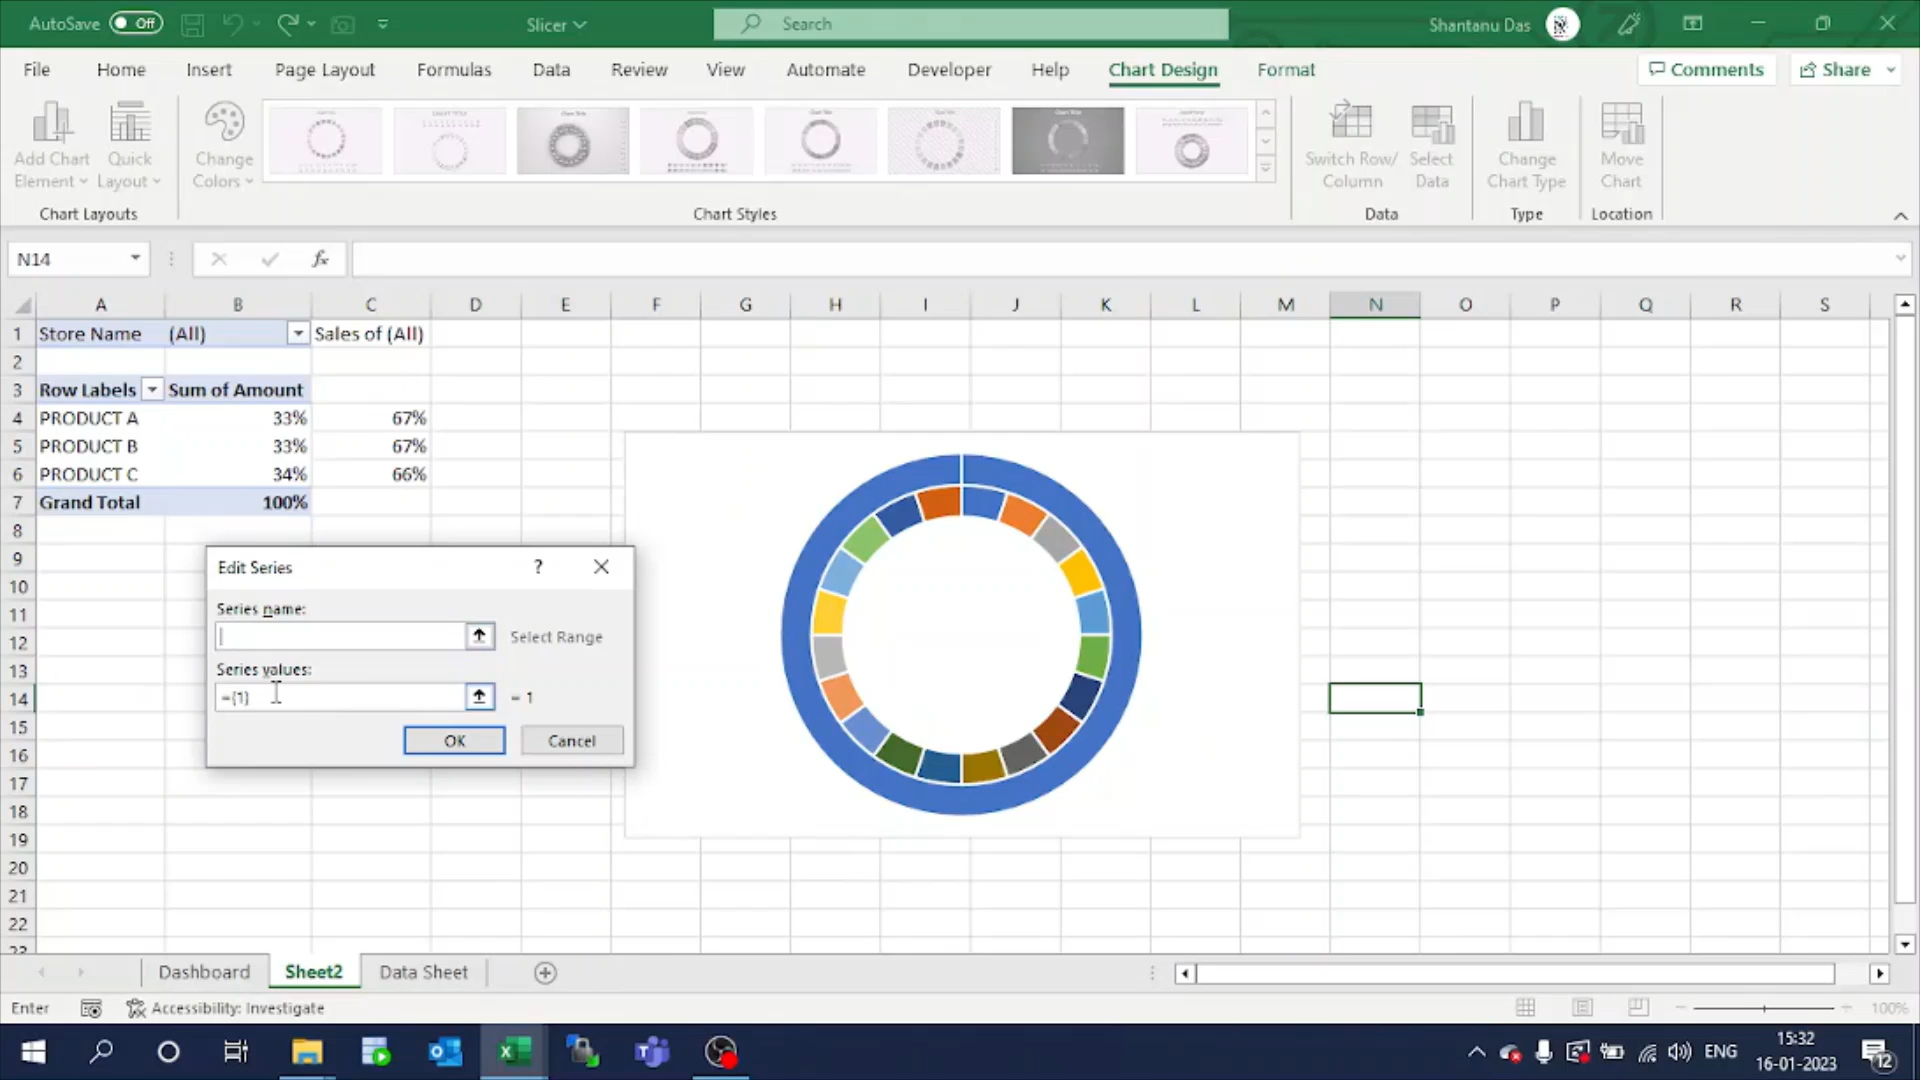 AutoSave Off Slicer Search Shantanu Das
File Home Insert Page Layout Formulas Data Review View Automate Developer Help Chart Design Format Comments Share
Add Chart Element Quick Layout Change Colors Switch Row/ Column Select Data Change Chart Type Move Chart
Chart Layouts Chart Styles Data Type Location
N14 fx
A B C D E F G H I J K L M N O P Q R S
1 Store Name (All) Sales of (All)
2
3 Row Labels Sum of Amount
4 PRODUCT A 33% 67%
5 PRODUCT B 33% 67%
6 PRODUCT C 34% 66%
7 Grand Total 100%
8
9
10
11
12
13
14
15
16
17
18
19
20
21
22
23
Edit Series ?
Series name:
Select Range
Series values:
={1} = 1
OK Cancel
Dashboard Sheet2 Data Sheet
Enter Accessibility: Investigate 100%
ENG 15:32
16-01-2023 12